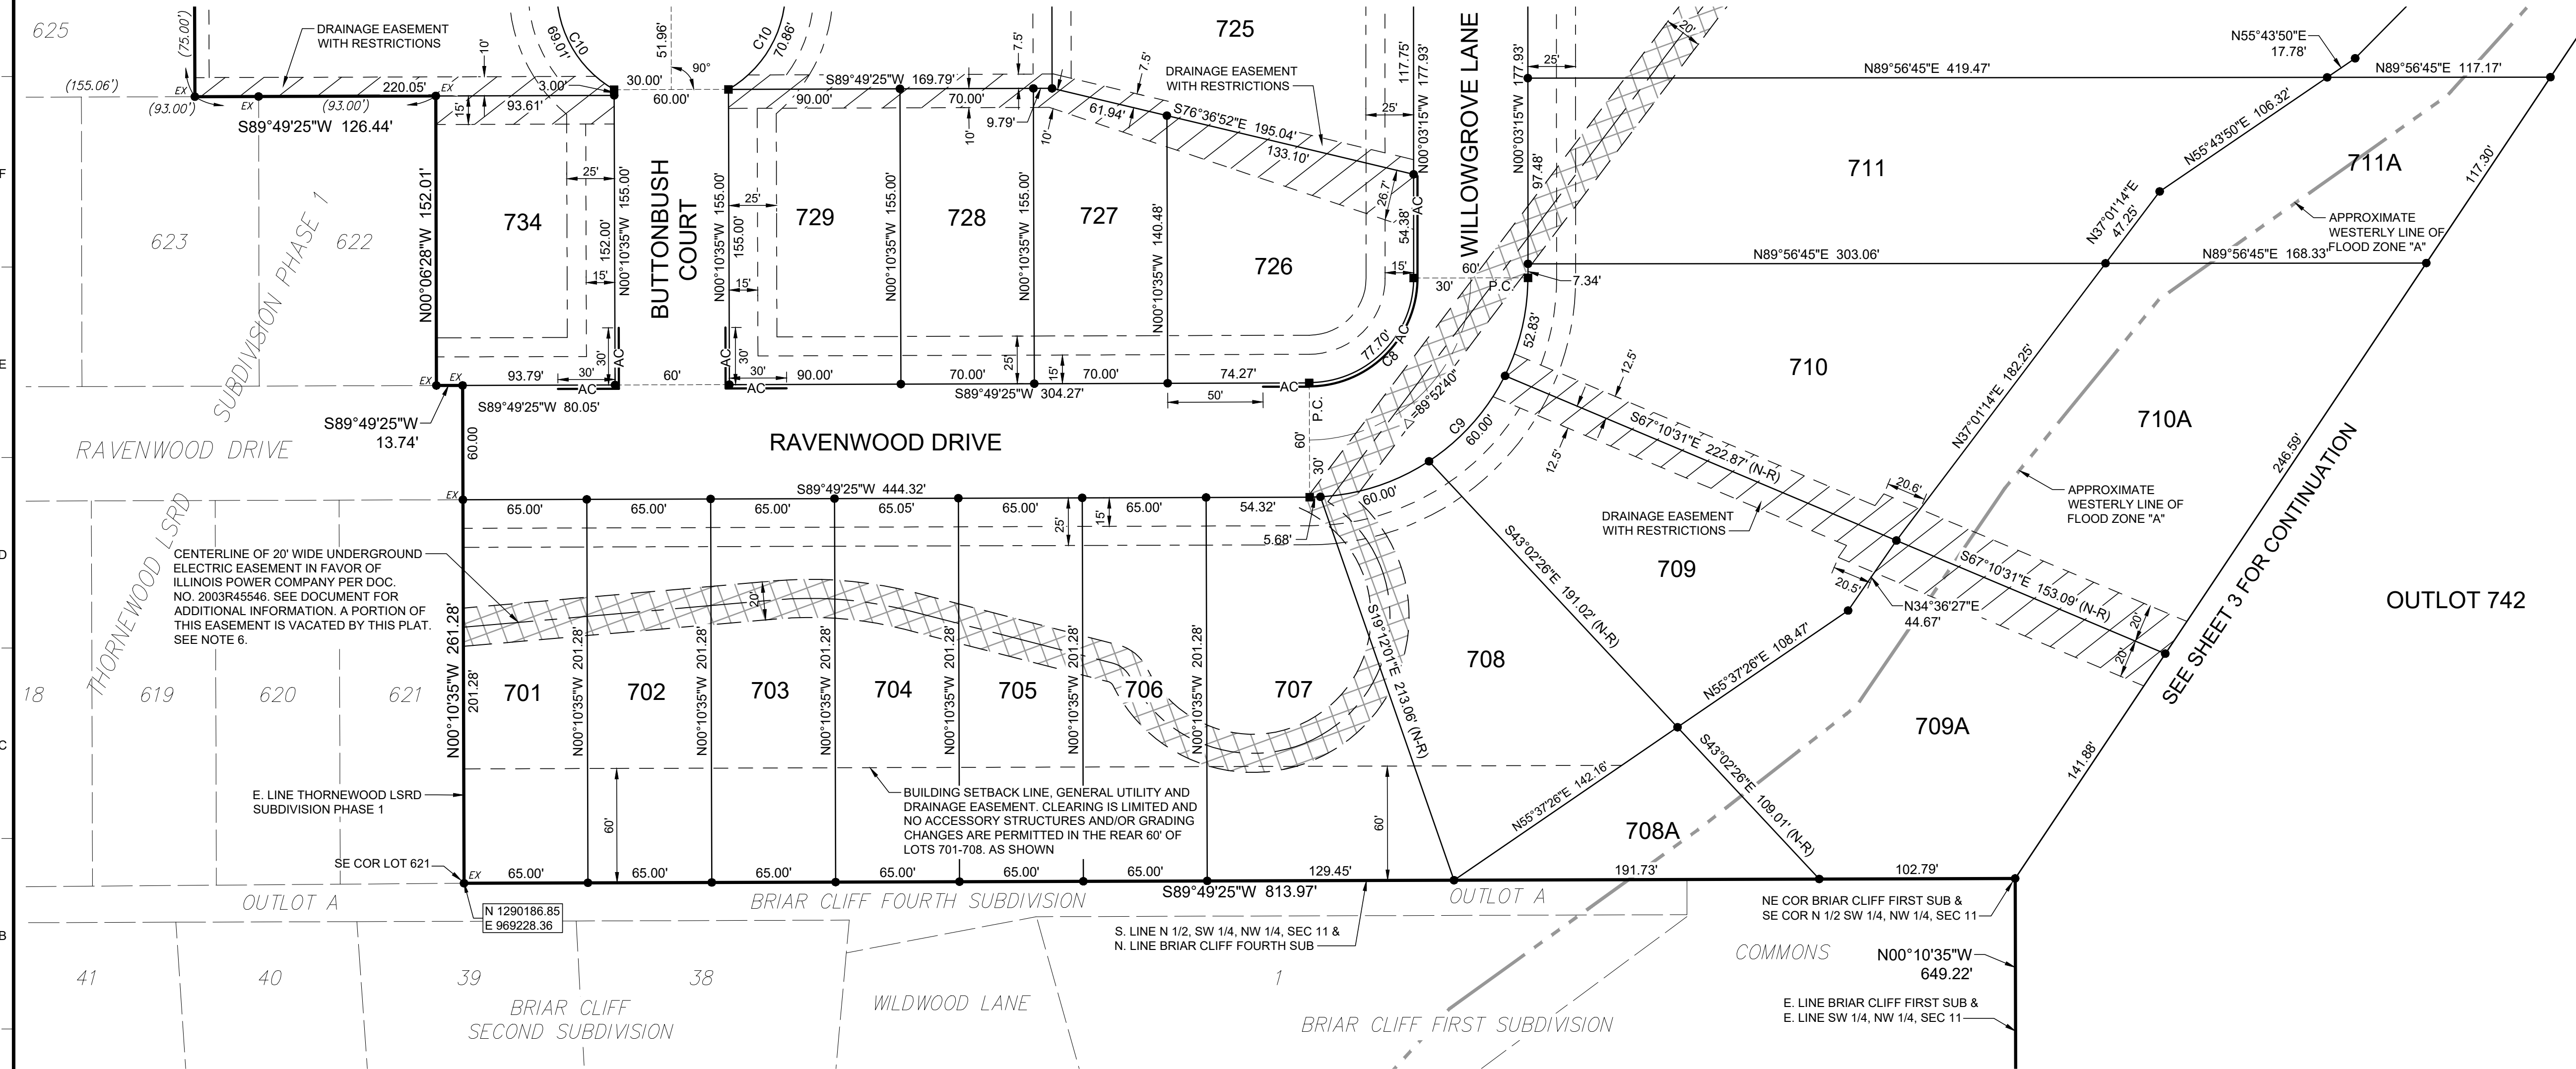 625
(75.00')
DRAINAGE EASEMENT
WITH RESTRICTIONS
10'
(155.06')
EX
(93.00')
EX
(93.00')
220.05'
EX
S89°49'25"W 126.44'
15'
93.61'
3.00'
C10
69.01'
51.96'
90°
30.00'
60.00'
C10
70.86'
7.5'
S89°49'25"W 169.79'
90.00'
70.00'
9.79'
10'
10'
725
7.5'
DRAINAGE EASEMENT
WITH RESTRICTIONS
61.94'
S76°36'52"E 195.04'
133.10'
26.7'
117.75'
N00°03'15"W 177.93'
25'
WILLOWGROVE LANE
N00°03'15"W 177.93'
97.48'
25'
20'
N89°56'45"E 419.47'
N55°43'50"E
17.78'
N89°56'45"E 117.17'
N55°43'50"E 106.32'
711
711A
117.30'
N37°01'14"E
47.25'
APPROXIMATE
WESTERLY LINE OF
FLOOD ZONE "A"
N89°56'45"E 303.06'
N89°56'45"E 168.33'
F
E
D
C
B
623
622
SUBDIVISION PHASE 1
N00°06'28"W 152.01'
734
25'
15'
152.00'
N00°10'35"W 155.00'
BUTTONBUSH
COURT
N00°10'35"W 155.00'
155.00'
25'
15'
729
N00°10'35"W 155.00'
728
N00°10'35"W 155.00'
727
N00°10'35"W 140.48'
726
54.38'
AC
15'
60'
30'
P.C.
7.34'
52.83'
EX
EX
93.79'
30'
AC
30'
AC
60'
AC
30'
30'
AC
90.00'
70.00'
25'
15'
70.00'
74.27'
AC
50'
77.70'
AC
C8
S89°49'25"W 80.05'
S89°49'25"W 304.27'
S89°49'25"W
13.74'
P.C.
60'
30'
△=89°52'40"
C9
60.00'
60.00'
RAVENWOOD DRIVE
60.00
RAVENWOOD DRIVE
710
12.5'
12.5'
S67°10'31"E 222.87' (N-R)
N37°01'14"E 182.25'
710A
246.59'
SEE SHEET 3 FOR CONTINUATION
20.6'
APPROXIMATE
WESTERLY LINE OF
FLOOD ZONE "A"
DRAINAGE EASEMENT
WITH RESTRICTIONS
709
20.5'
N34°36'27"E
44.67'
S67°10'31"E 153.09' (N-R)
20'
20'
OUTLOT 742
EX
S89°49'25"W 444.32'
65.00'
65.00'
65.00'
65.05'
65.00'
65.00'
54.32'
25'
15'
5.68'
THORNEWOOD LSRD
CENTERLINE OF 20' WIDE UNDERGROUND
ELECTRIC EASEMENT IN FAVOR OF
ILLINOIS POWER COMPANY PER DOC.
NO. 2003R45546. SEE DOCUMENT FOR
ADDITIONAL INFORMATION. A PORTION OF
THIS EASEMENT IS VACATED BY THIS PLAT.
SEE NOTE 6.
20'
18
619
620
621
N00°10'35"W 261.28'
201.28'
701
N00°10'35"W 201.28'
702
N00°10'35"W 201.28'
703
N00°10'35"W 201.28'
704
N00°10'35"W 201.28'
705
N00°10'35"W 201.28'
706
N00°10'35"W 201.28'
707
S19°12'01"E 213.06' (N-R)
708
S43°02'26"E 191.02' (N-R)
N55°37'26"E 108.47'
709A
141.88'
N55°37'26"E 142.16'
S43°02'26"E 109.01' (N-R)
708A
E. LINE THORNEWOOD LSRD
SUBDIVISION PHASE 1
60'
BUILDING SETBACK LINE, GENERAL UTILITY AND
DRAINAGE EASEMENT. CLEARING IS LIMITED AND
NO ACCESSORY STRUCTURES AND/OR GRADING
CHANGES ARE PERMITTED IN THE REAR 60' OF
LOTS 701-708. AS SHOWN
60'
SE COR LOT 621
EX
65.00'
65.00'
65.00'
65.00'
65.00'
65.00'
129.45'
191.73'
102.79'
S89°49'25"W 813.97'
OUTLOT A
BRIAR CLIFF FOURTH SUBDIVISION
OUTLOT A
N 1290186.85
E 969228.36
S. LINE N 1/2, SW 1/4, NW 1/4, SEC 11 &
N. LINE BRIAR CLIFF FOURTH SUB
NE COR BRIAR CLIFF FIRST SUB &
SE COR N 1/2 SW 1/4, NW 1/4, SEC 11
COMMONS
N00°10'35"W
649.22'
41
40
39
38
1
BRIAR CLIFF
SECOND SUBDIVISION
WILDWOOD LANE
BRIAR CLIFF FIRST SUBDIVISION
E. LINE BRIAR CLIFF FIRST SUB &
E. LINE SW 1/4, NW 1/4, SEC 11